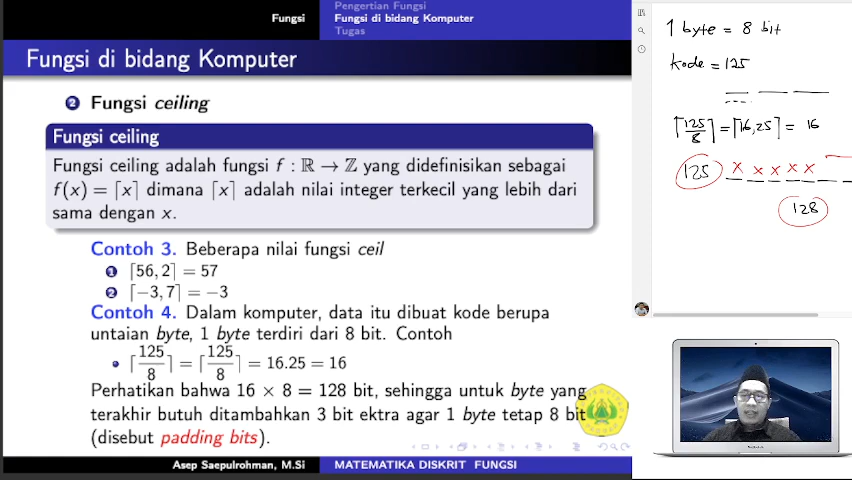 Fungsi
Pengertian Fungsi
Fungsi di bidang Komputer
Tugas
Fungsi di bidang Komputer
2 Fungsi ceiling
Fungsi ceiling
Fungsi ceiling adalah fungsi f : ℝ → ℤ yang didefinisikan sebagai
f(x) = ⌈x⌉ dimana ⌈x⌉ adalah nilai integer terkecil yang lebih dari
sama dengan x.
Contoh 3. Beberapa nilai fungsi ceil
1 ⌈56, 2⌉ = 57
2 ⌈−3, 7⌉ = −3
Contoh 4. Dalam komputer, data itu dibuat kode berupa
untaian byte, 1 byte terdiri dari 8 bit. Contoh
• ⌈125/8⌉ = ⌈125/8⌉ = 16.25 = 16
Perhatikan bahwa 16 × 8 = 128 bit, sehingga untuk byte yang
terakhir butuh ditambahkan 3 bit ektra agar 1 byte tetap 8 bit
(disebut padding bits).
Asep Saepulrohman, M.Si
MATEMATIKA DISKRIT FUNGSI
1 byte = 8 bit
kode = 125
⌈125/8⌉ = ⌈16,25⌉ = 16
125 x x x x x
128